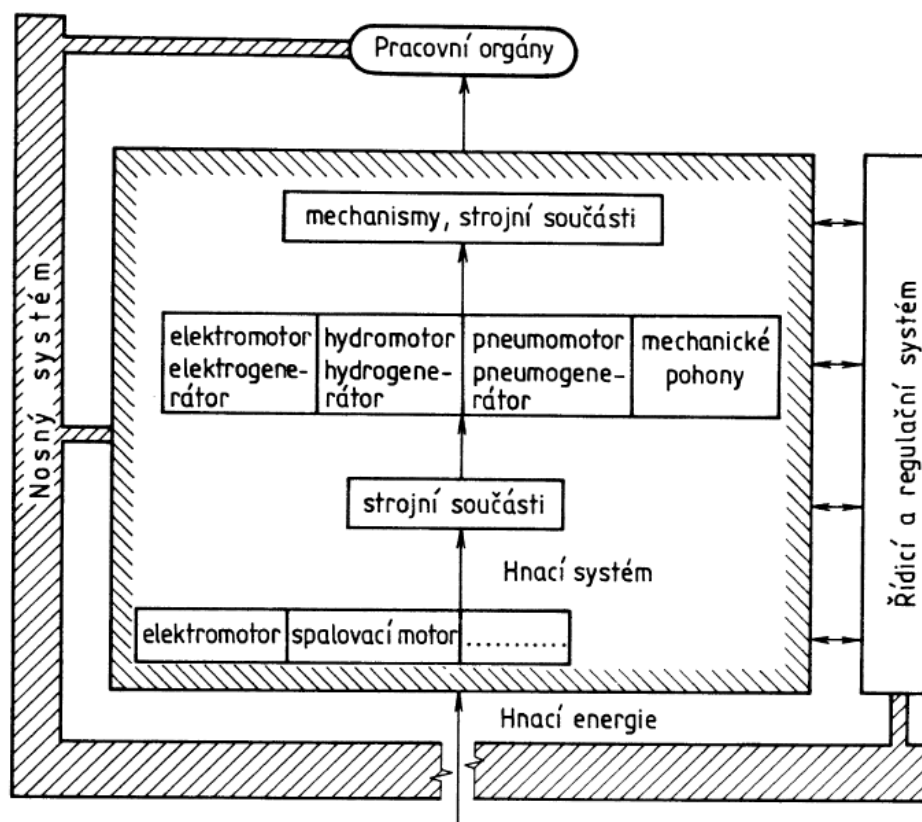 Pracovní orgány
mechanismy, strojní součásti
elektromotor
elektrogene-
rátor
hydromotor
hydrogene-
rátor
pneumomotor
pneumogene-
rátor
mechanické
pohony
strojní součásti
Hnací systém
elektromotor
spalovací motor
............
Hnací energie
Nosný systém
Řídicí a regulační systém